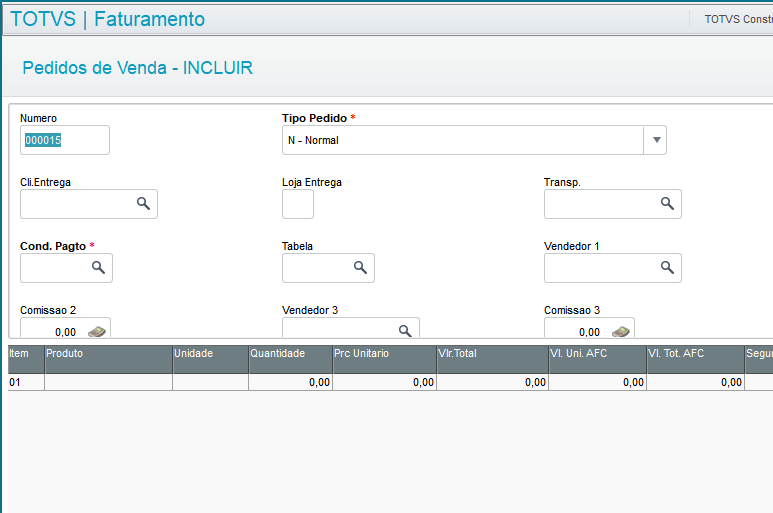 TOTVS | Faturamento TOTVS Constr
Pedidos de Venda - INCLUIR
Numero Tipo Pedido *
000015 N - Normal
Cli.Entrega Loja Entrega Transp.
Cond. Pagto * Tabela Vendedor 1
Comissao 2 Vendedor 3 Comissao 3
0,00 0,00
Item Produto Unidade Quantidade Prc Unitario Vlr.Total Vl. Uni. AFC Vl. Tot. AFC Segun
01 0,00 0,00 0,00 0,00 0,00